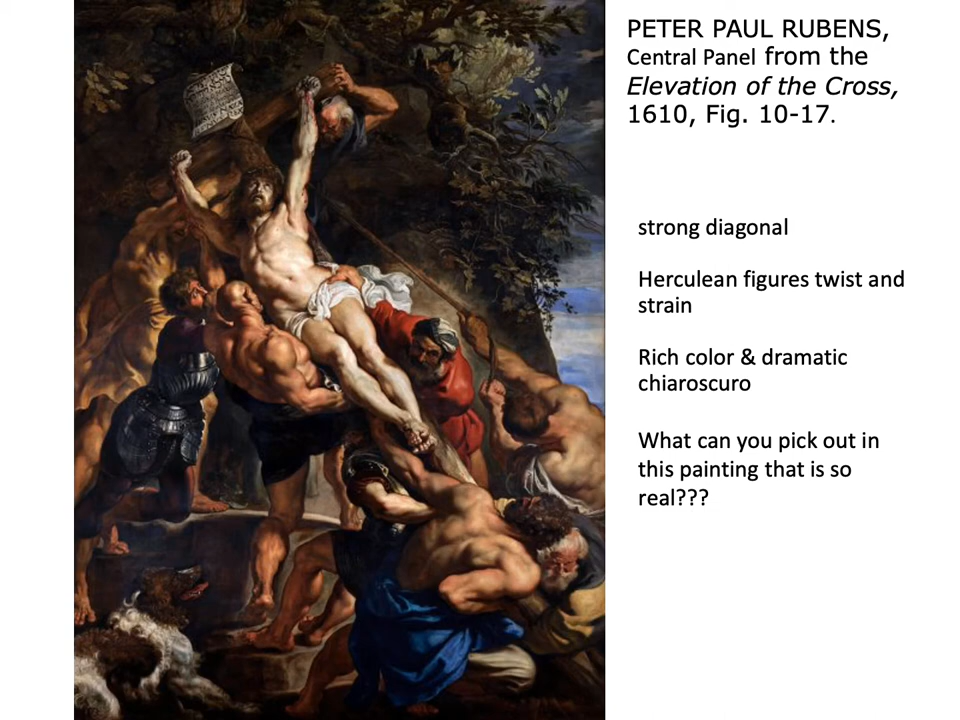 PETER PAUL RUBENS,
Central Panel from the
Elevation of the Cross,
1610, Fig. 10-17.
strong diagonal
Herculean figures twist and
strain
Rich color & dramatic
chiaroscuro
What can you pick out in
this painting that is so
real???